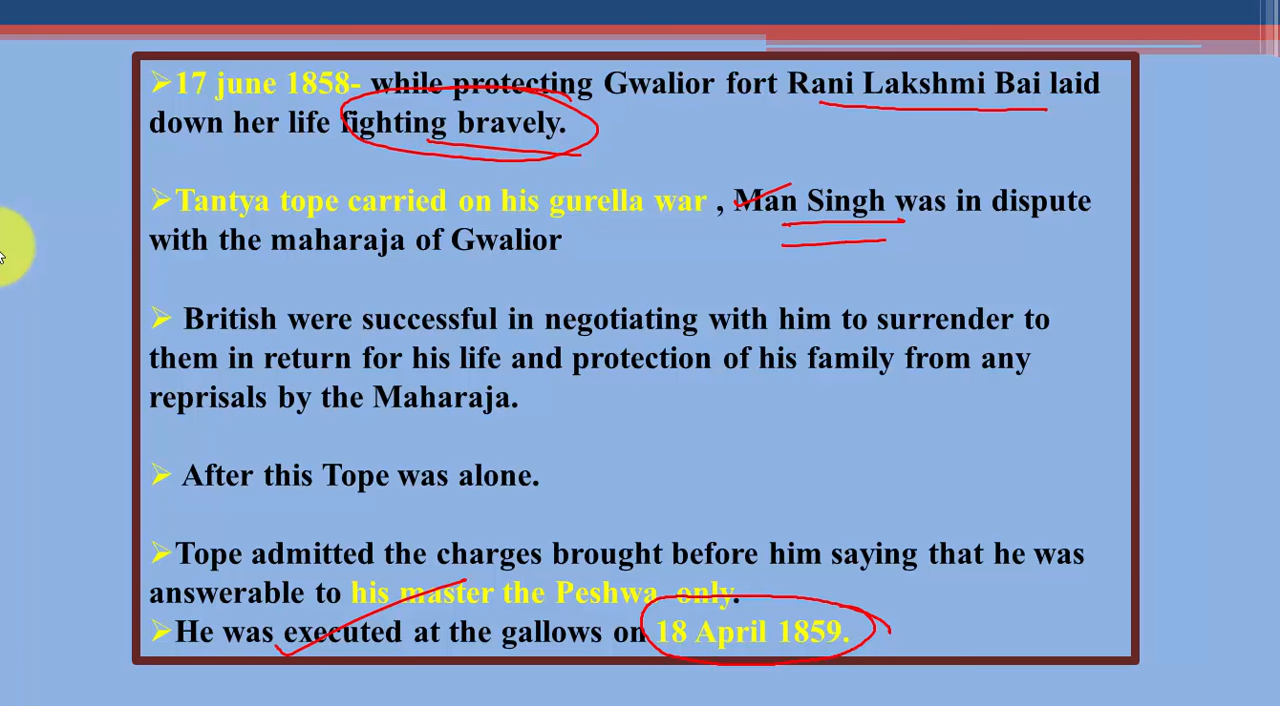 ➢17 june 1858- while protecting Gwalior fort Rani Lakshmi Bai laid
down her life fighting bravely.
➢Tantya tope carried on his gurella war , Man Singh was in dispute
with the maharaja of Gwalior
➢ British were successful in negotiating with him to surrender to
them in return for his life and protection of his family from any
reprisals by the Maharaja.
➢ After this Tope was alone.
➢Tope admitted the charges brought before him saying that he was
answerable to his master the Peshwa only.
➢He was executed at the gallows on 18 April 1859.